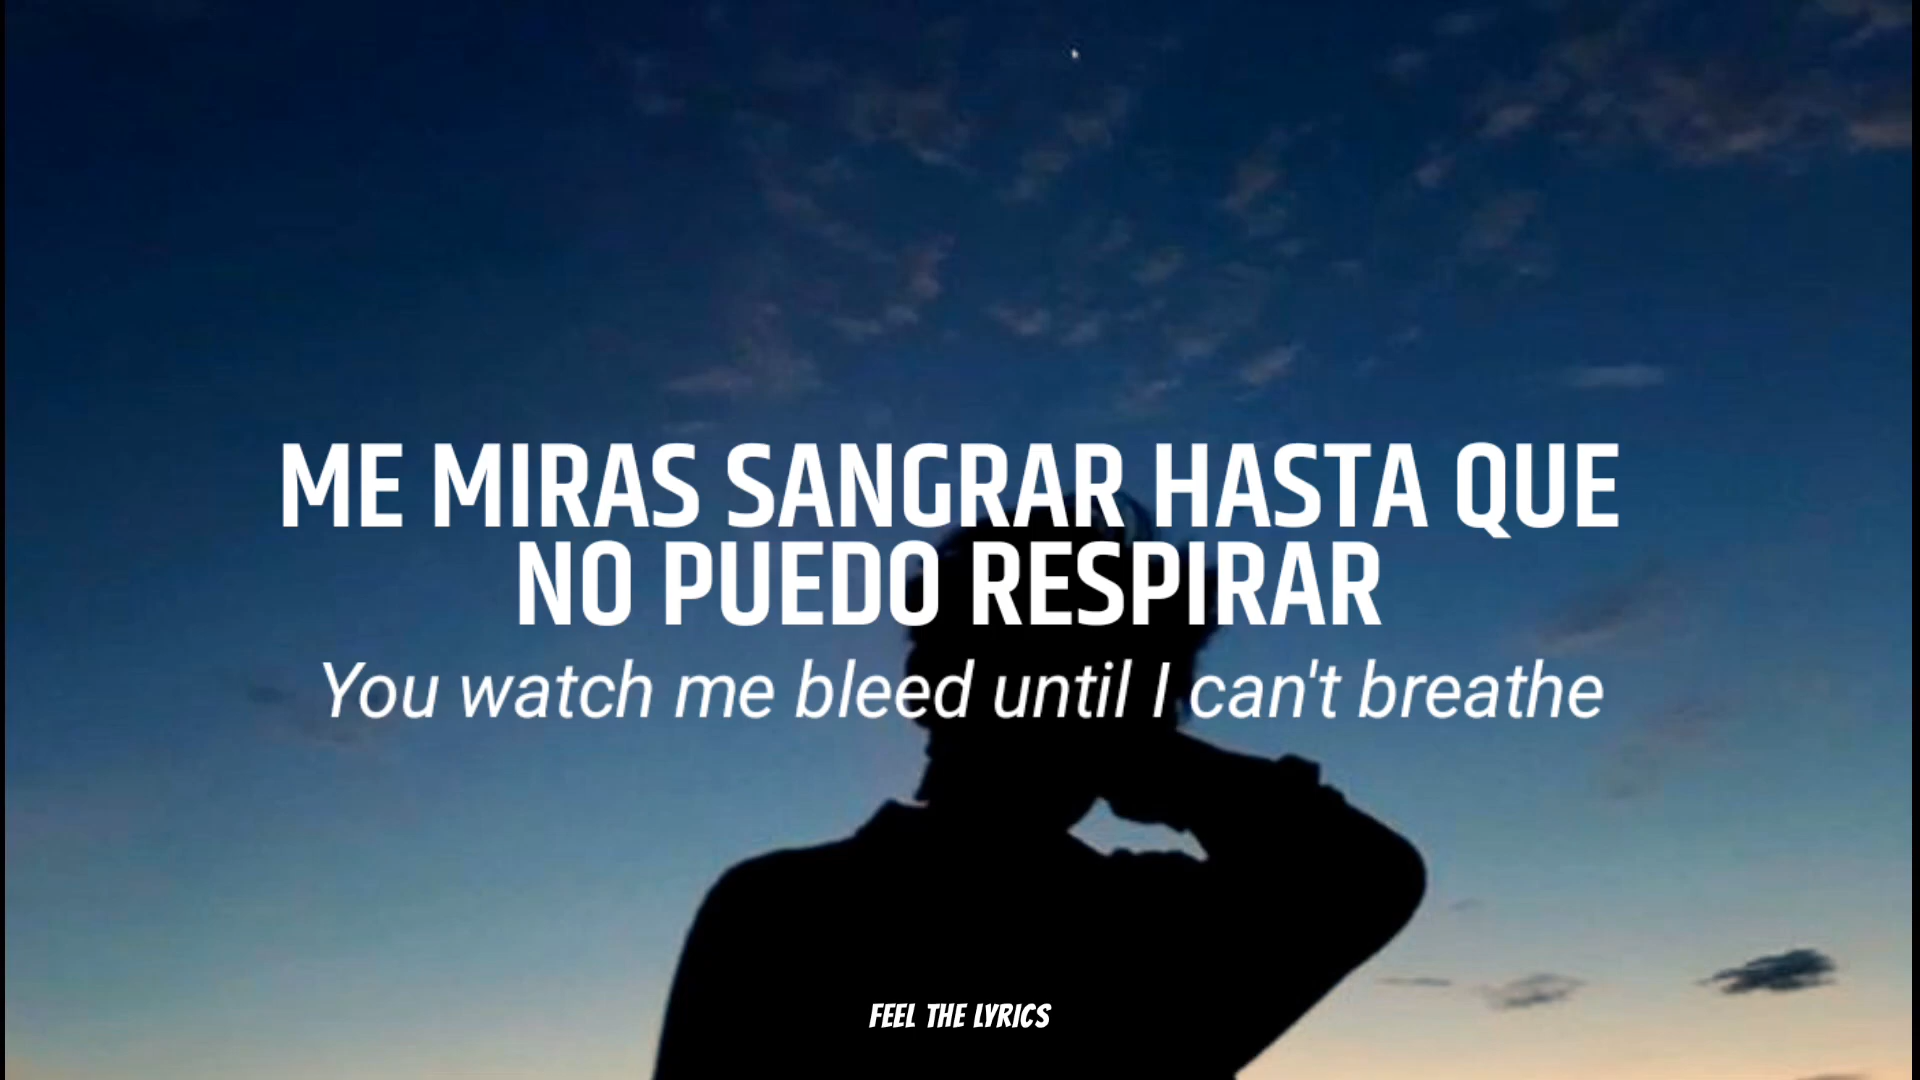 ME MIRAS SANGRAR HASTA QUE
NO PUEDO RESPIRAR
You watch me bleed until I can't breathe
FEEL THE LYRICS